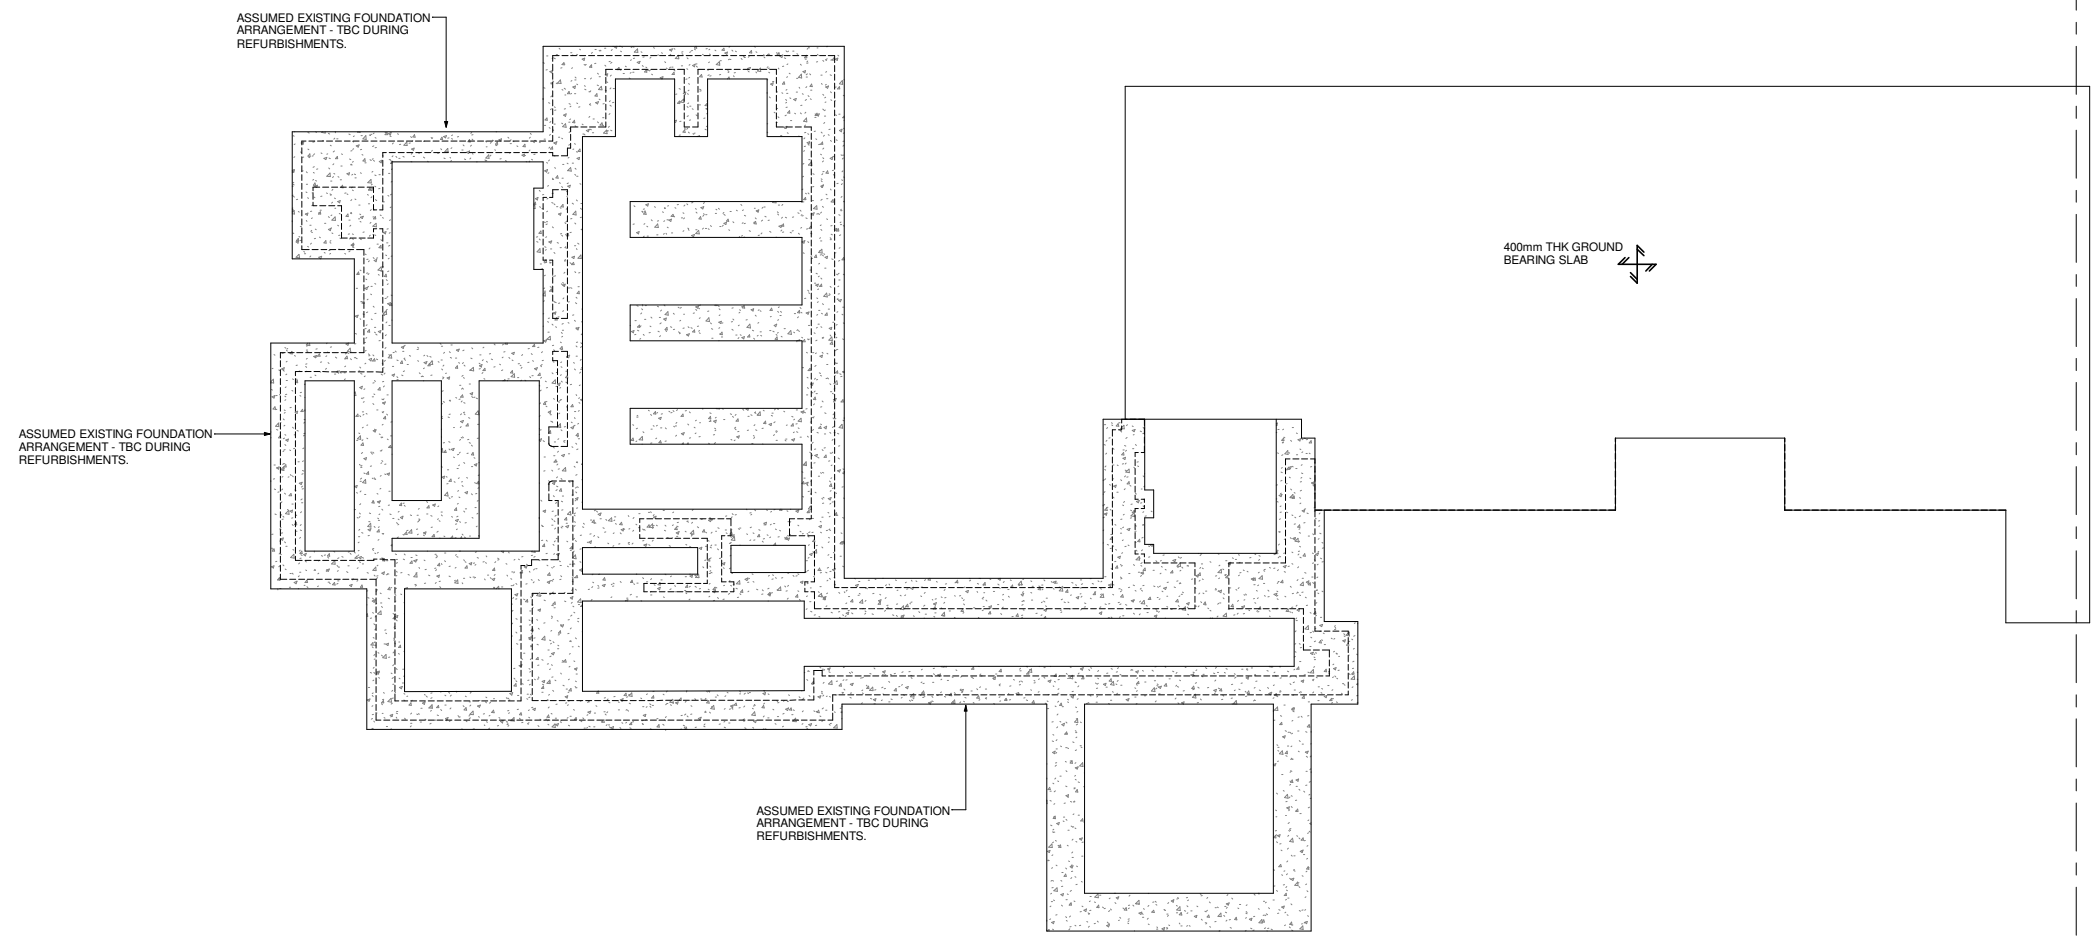 ASSUMED EXISTING FOUNDATION
ARRANGEMENT - TBC DURING
REFURBISHMENTS.
400mm THK GROUND
BEARING SLAB
ASSUMED EXISTING FOUNDATION
ARRANGEMENT - TBC DURING
REFURBISHMENTS.
ASSUMED EXISTING FOUNDATION
ARRANGEMENT - TBC DURING
REFURBISHMENTS.